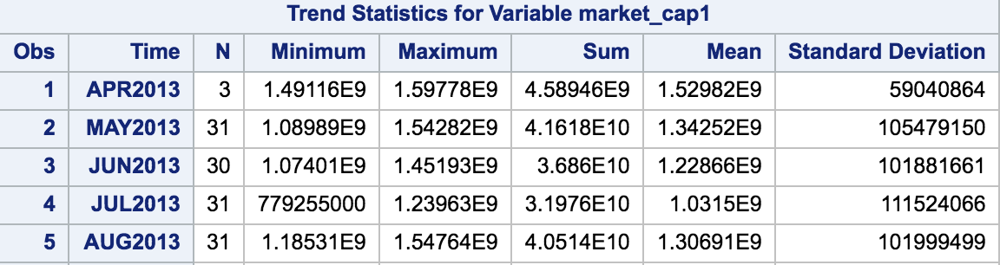 Trend Statistics for Variable market_cap1
Obs Time N Minimum Maximum Sum Mean Standard Deviation
1 APR2013 3 1.49116E9 1.59778E9 4.58946E9 1.52982E9 59040864
2 MAY2013 31 1.08989E9 1.54282E9 4.1618E10 1.34252E9 105479150
3 JUN2013 30 1.07401E9 1.45193E9 3.686E10 1.22866E9 101881661
4 JUL2013 31 779255000 1.23963E9 3.1976E10 1.0315E9 111524066
5 AUG2013 31 1.18531E9 1.54764E9 4.0514E10 1.30691E9 101999499